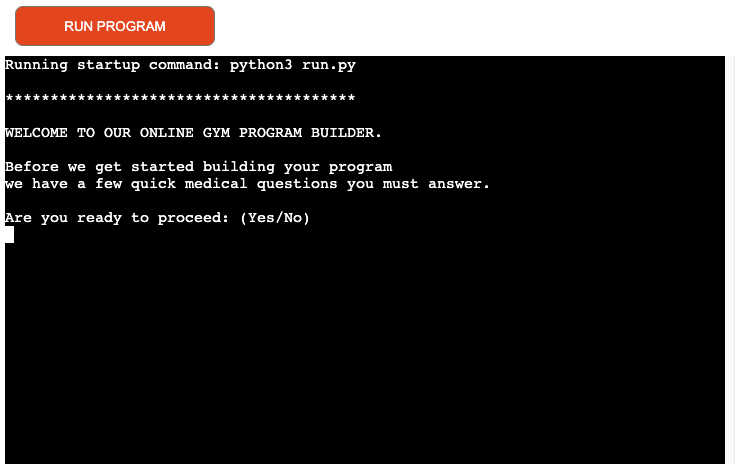 RUN PROGRAM
Running startup command: python3 run.py
***************************************
WELCOME TO OUR ONLINE GYM PROGRAM BUILDER.
Before we get started building your program
we have a few quick medical questions you must answer.
Are you ready to proceed: (Yes/No)